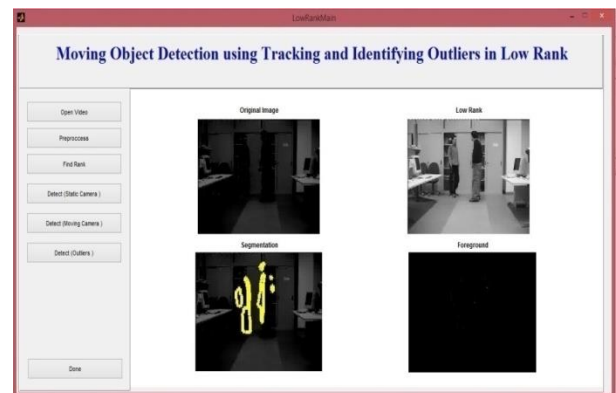 LowRankMain
Moving Object Detection using Tracking and Identifying Outliers in Low Rank
Open Video
Preproccess
Find Rank
Detect (Static Camera )
Detect (Moving Camera )
Detect (Outliers )
Done
Original Image
Low Rank
Segmentation
Foreground